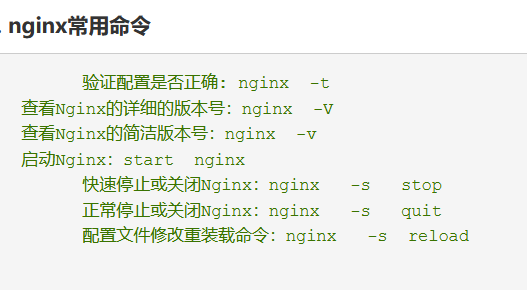 . nginx常用命令
验证配置是否正确: nginx -t
查看Nginx的详细的版本号：nginx -V
查看Nginx的简洁版本号：nginx -v
启动Nginx：start nginx
快速停止或关闭Nginx：nginx -s stop
正常停止或关闭Nginx：nginx -s quit
配置文件修改重装载命令：nginx -s reload